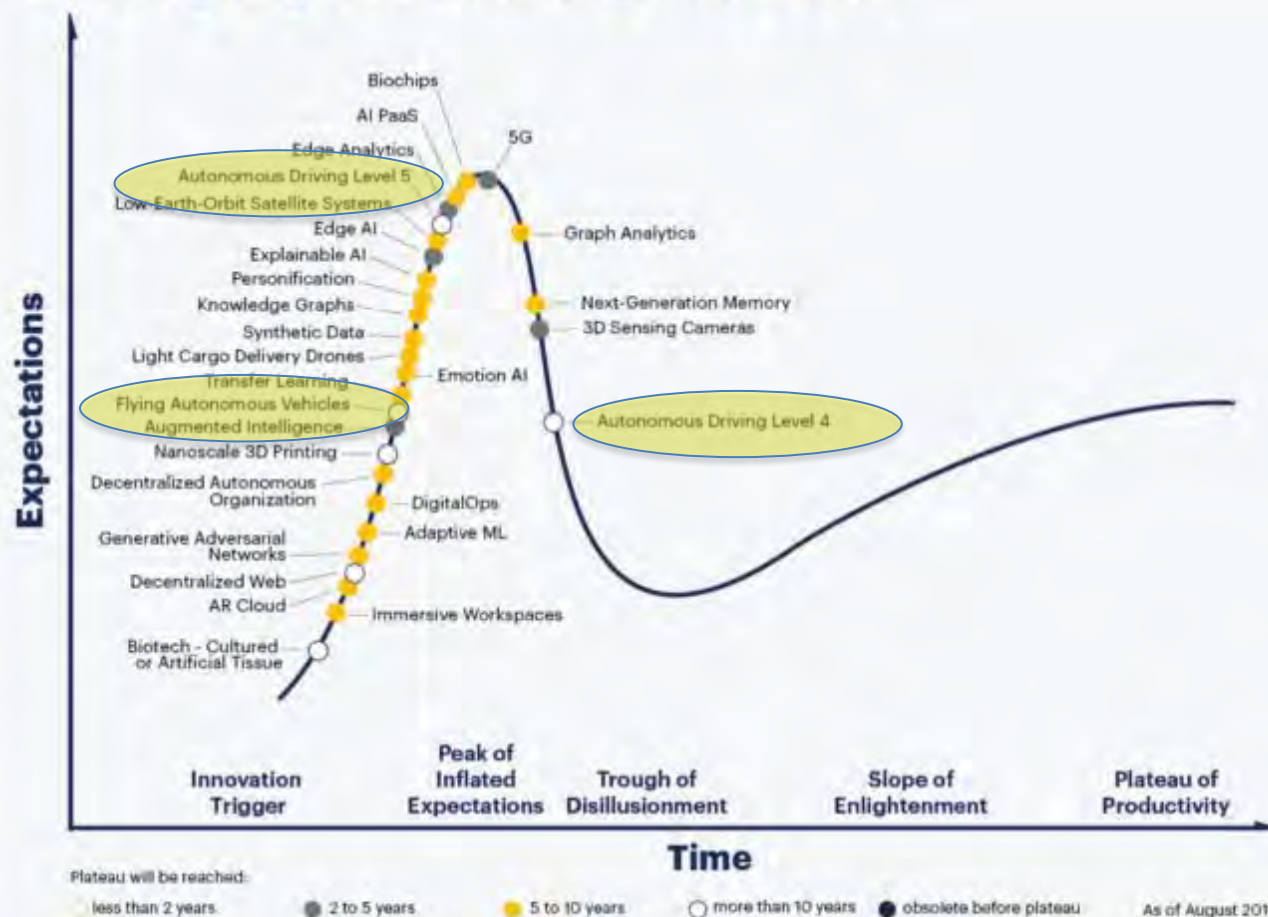 Biochips
AI PaaS
5G
Edge Analytics
Autonomous Driving Level 5
Low-Earth-Orbit Satellite Systems
Edge AI
Graph Analytics
Explainable AI
Personification
Knowledge Graphs
Next-Generation Memory
Synthetic Data
3D Sensing Cameras
Light Cargo Delivery Drones
Transfer Learning
Emotion AI
Flying Autonomous Vehicles
Augmented Intelligence
Autonomous Driving Level 4
Nanoscale 3D Printing
Decentralized Autonomous
Organization
DigitalOps
Generative Adversarial
Networks
Adaptive ML
Decentralized Web
AR Cloud
Immersive Workspaces
Biotech - Cultured
or Artificial Tissue
Expectations
Innovation
Trigger
Peak of
Inflated
Expectations
Trough of
Disillusionment
Slope of
Enlightenment
Plateau of
Productivity
Time
Plateau will be reached:
less than 2 years
2 to 5 years
5 to 10 years
more than 10 years
obsolete before plateau
As of August 201